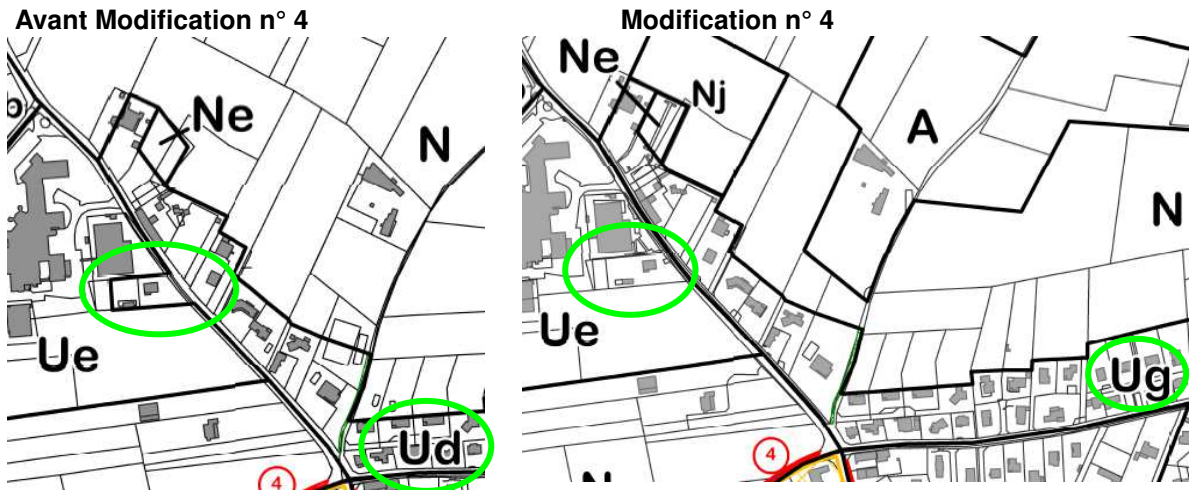 Avant Modification n° 4
Modification n° 4
Ne
N
Ue
Ud
4
Ne
Nj
A
N
Ue
Ug
4